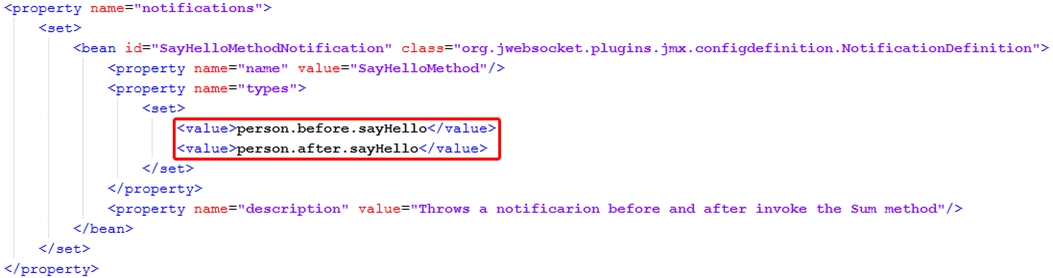 <property name="notifications">
<set>
<bean id="SayHelloMethodNotification" class="org.jwebsocket.plugins.jmx.configdefinition.NotificationDefinition">
<property name="name" value="SayHelloMethod"/>
<property name="types">
<set>
<value>person.before.sayHello</value>
<value>person.after.sayHello</value>
</set>
</property>
<property name="description" value="Throws a notificarion before and after invoke the Sum method"/>
</bean>
</set>
</property>